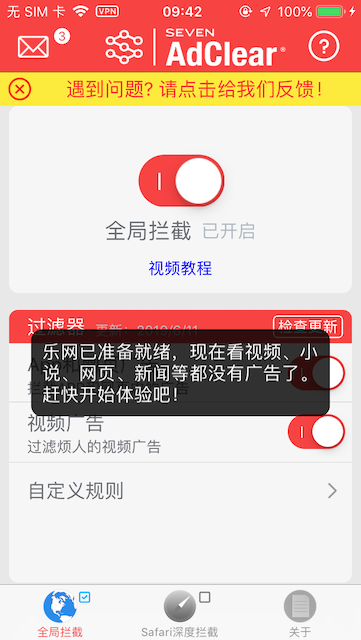 无 SIM 卡 VPN 09:42 100%
3
SEVEN
AdClear®
?
遇到问题? 请点击给我们反馈!
全局拦截 已开启
视频教程
过滤器 更新: 2019/6/11 检查更新
乐网已准备就绪，现在看视频、小
说、网页、新闻等都没有广告了。
赶快开始体验吧！
视频广告
过滤烦人的视频广告
自定义规则
全局拦截 Safari深度拦截 关于